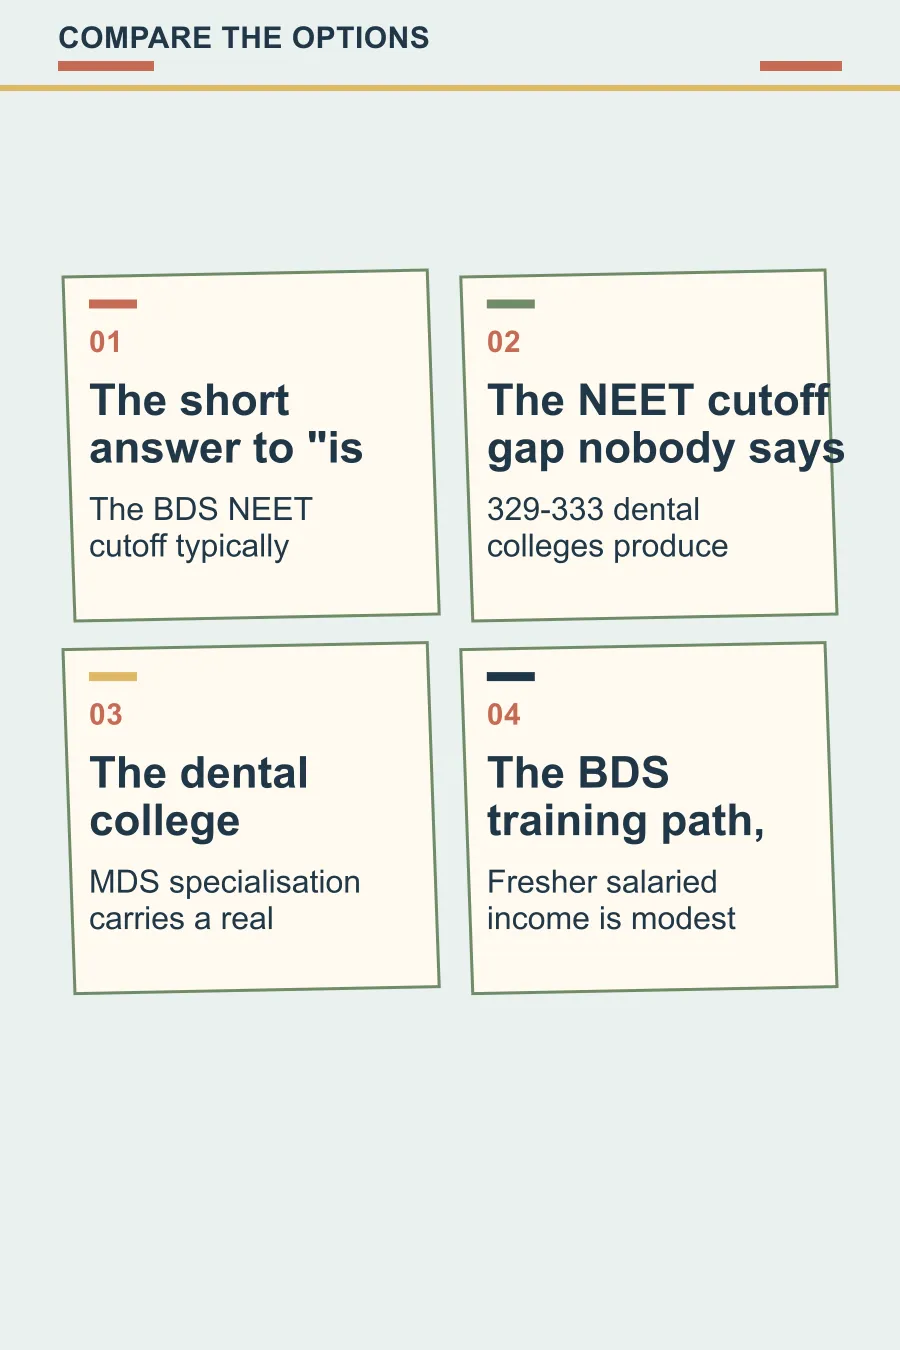 COMPARE THE OPTIONS
01
The short
answer to "is
The BDS NEET
cutoff typically
02
The NEET cutoff
gap nobody says
329-333 dental
colleges produce
03
The dental
college
MDS specialisation
carries a real
04
The BDS
training path,
Fresher salaried
income is modest